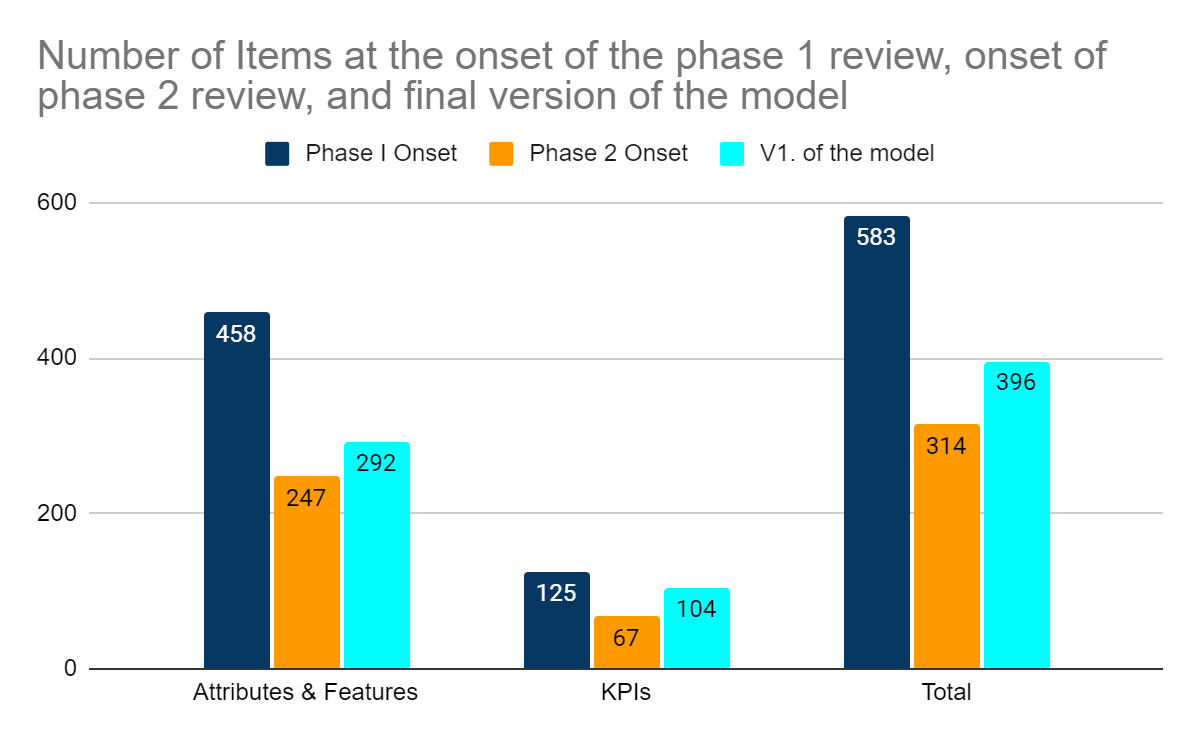 Number of Items at the onset of the phase 1 review, onset of
phase 2 review, and final version of the model
Phase I Onset
Phase 2 Onset
V1. of the model
600
400
200
0
458
247
292
125
67
104
583
314
396
Attributes & Features
KPIs
Total